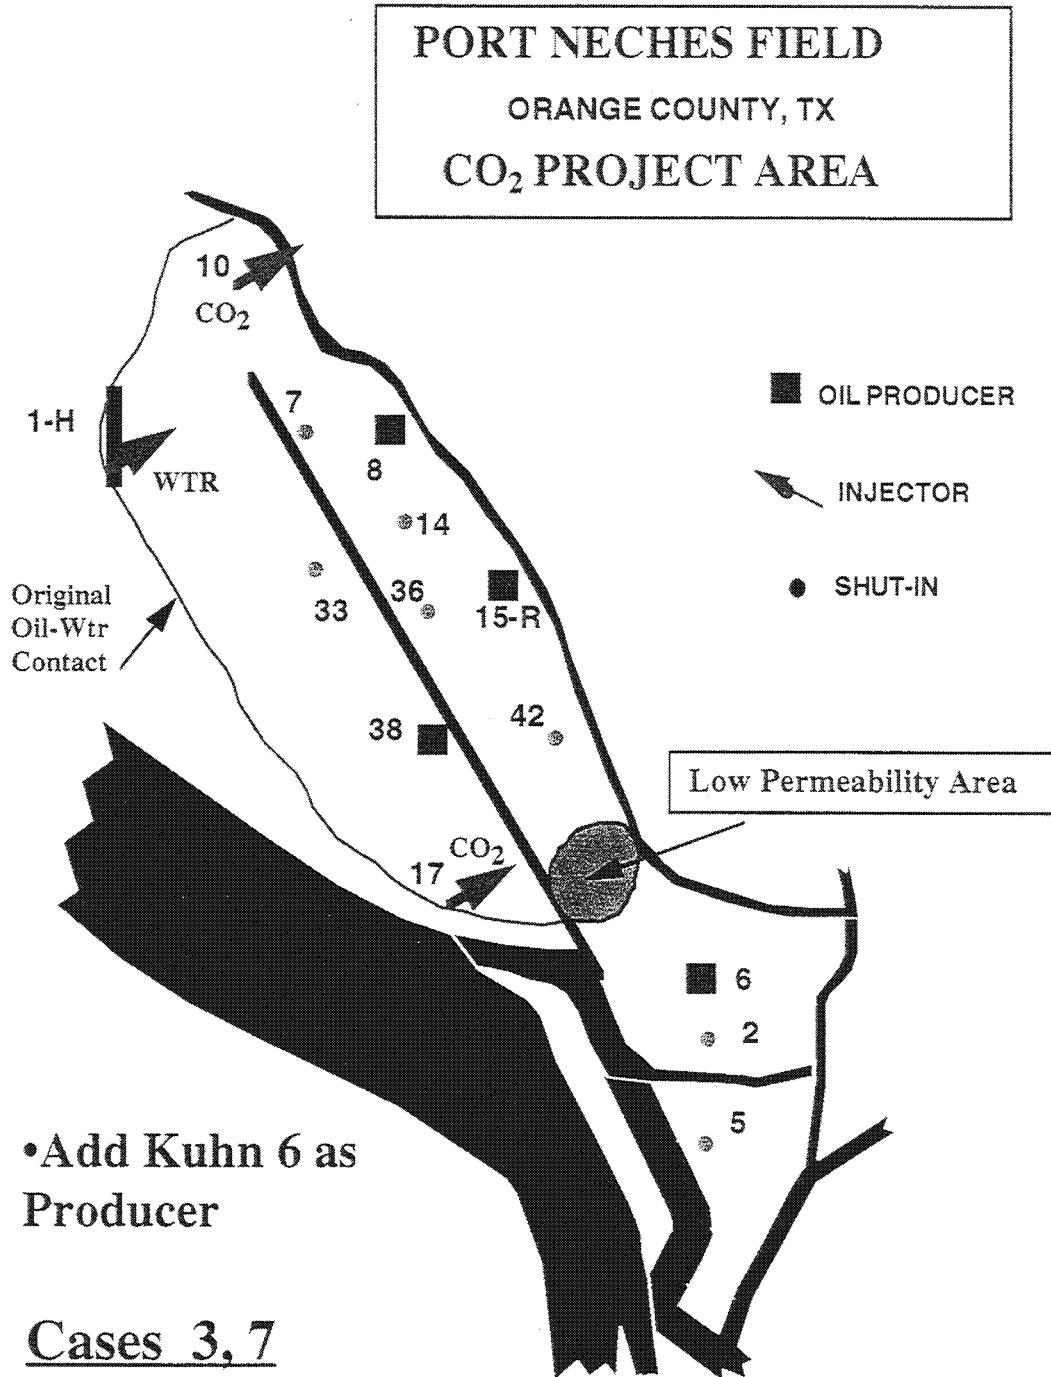 PORT NECHES FIELD
ORANGE COUNTY, TX
CO₂ PROJECT AREA
10
CO₂
1-H
WTR
7
8
14
33
36
15-R
38
42
17
CO₂
6
2
5
OIL PRODUCER
INJECTOR
SHUT-IN
Original
Oil-Wtr
Contact
Low Permeability Area
•Add Kuhn 6 as
Producer
Cases 3, 7